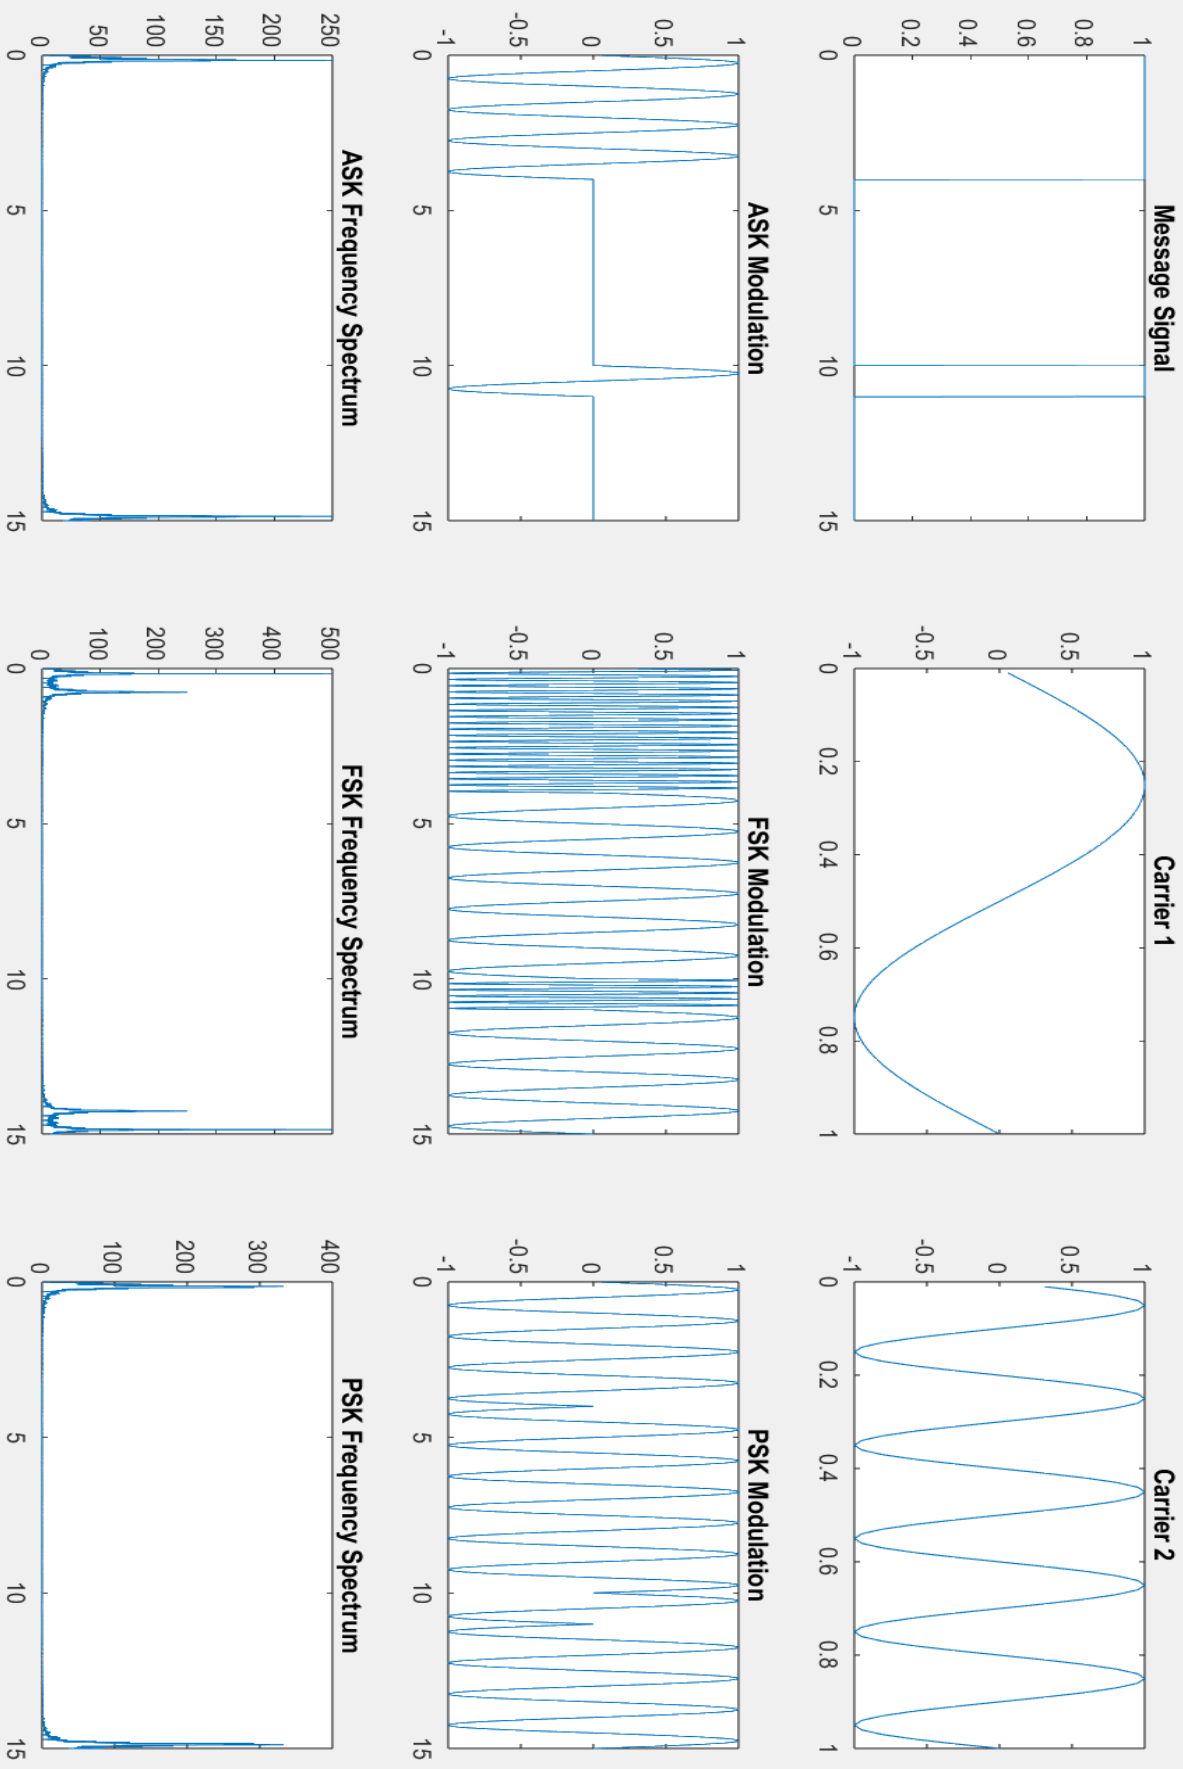 Message Signal
1
0.8
0.6
0.4
0.2
0
0 5 10 15
Carrier 1
1
0.5
0
-0.5
-1
0 0.2 0.4 0.6 0.8 1
Carrier 2
1
0.5
0
-0.5
-1
0 0.2 0.4 0.6 0.8 1
ASK Modulation
1
0.5
0
-0.5
-1
0 5 10 15
FSK Modulation
1
0.5
0
-0.5
-1
0 5 10 15
PSK Modulation
1
0.5
0
-0.5
-1
0 5 10 15
ASK Frequency Spectrum
250
200
150
100
50
0
0 5 10 15
FSK Frequency Spectrum
500
400
300
200
100
0
0 5 10 15
PSK Frequency Spectrum
400
300
200
100
0
0 5 10 15